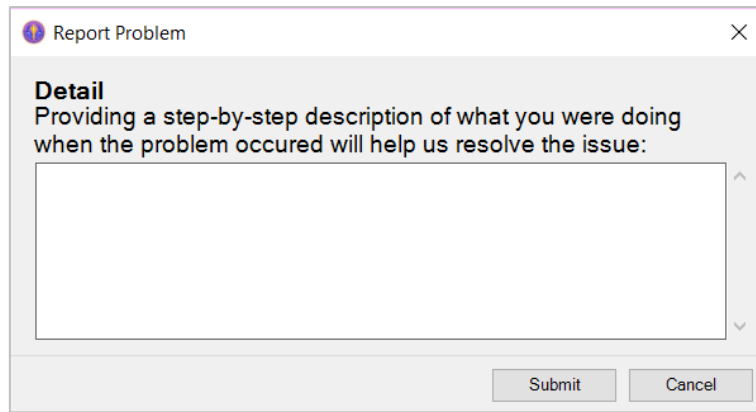 Report Problem
Detail
Providing a step-by-step description of what you were doing
when the problem occured will help us resolve the issue:
Submit Cancel